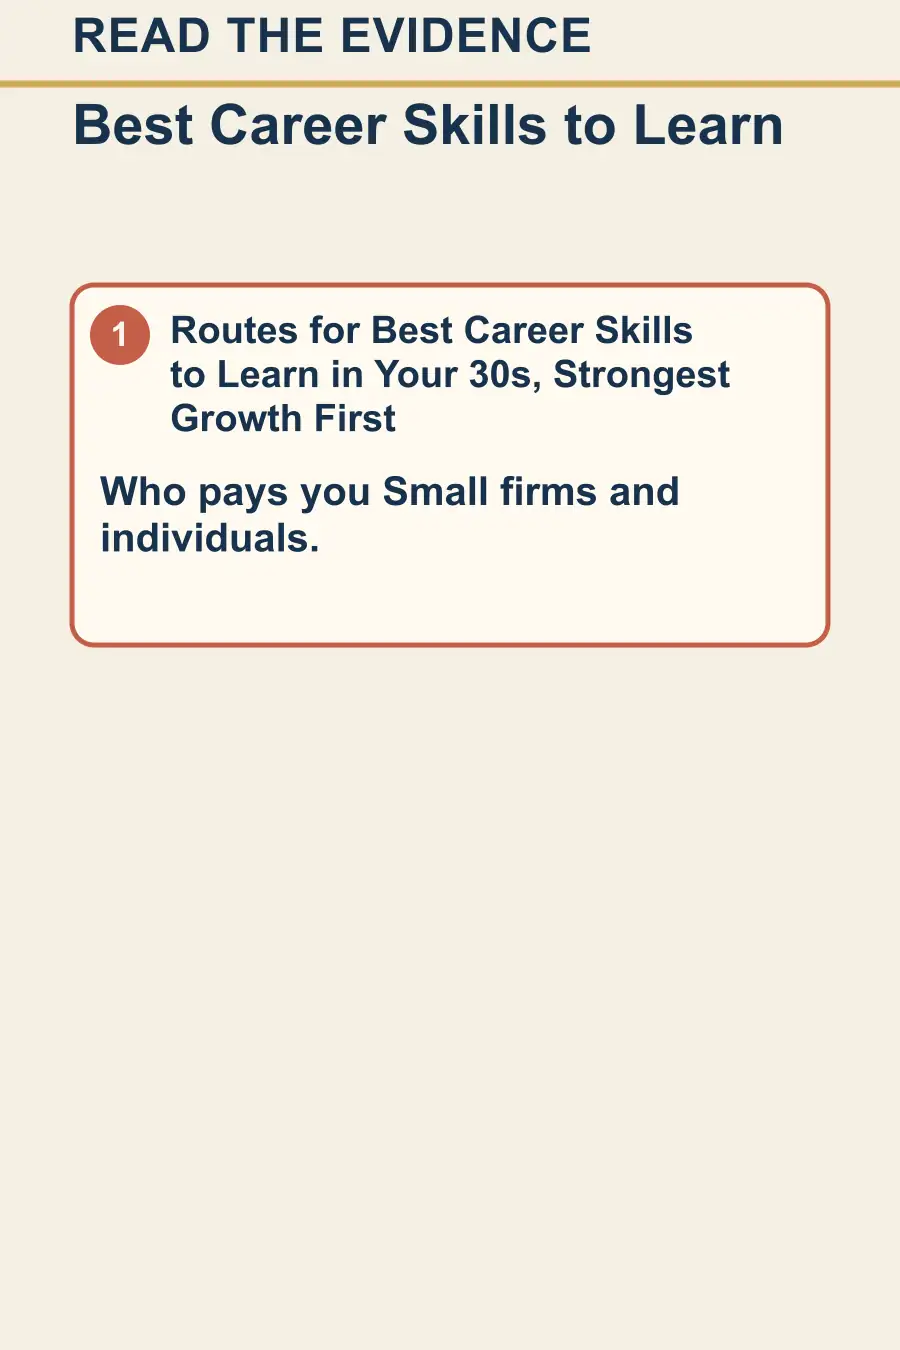 READ THE EVIDENCE
Best Career Skills to Learn
1
Routes for Best Career Skills
to Learn in Your 30s, Strongest
Growth First
Who pays you Small firms and
individuals.